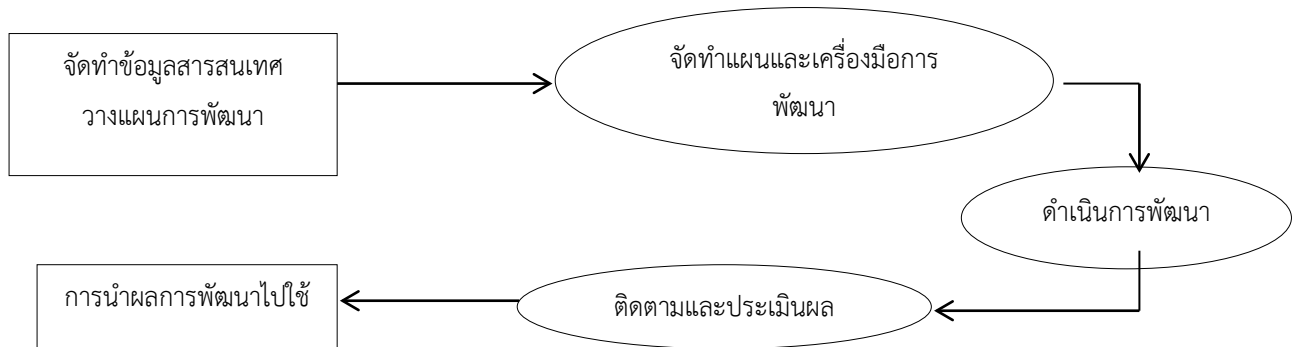 จัดทำข้อมูลสารสนเทศ
วางแผนการพัฒนา
จัดทำแผนและเครื่องมือการ
พัฒนา
ดำเนินการพัฒนา
ติดตามและประเมินผล
การนำผลการพัฒนาไปใช้